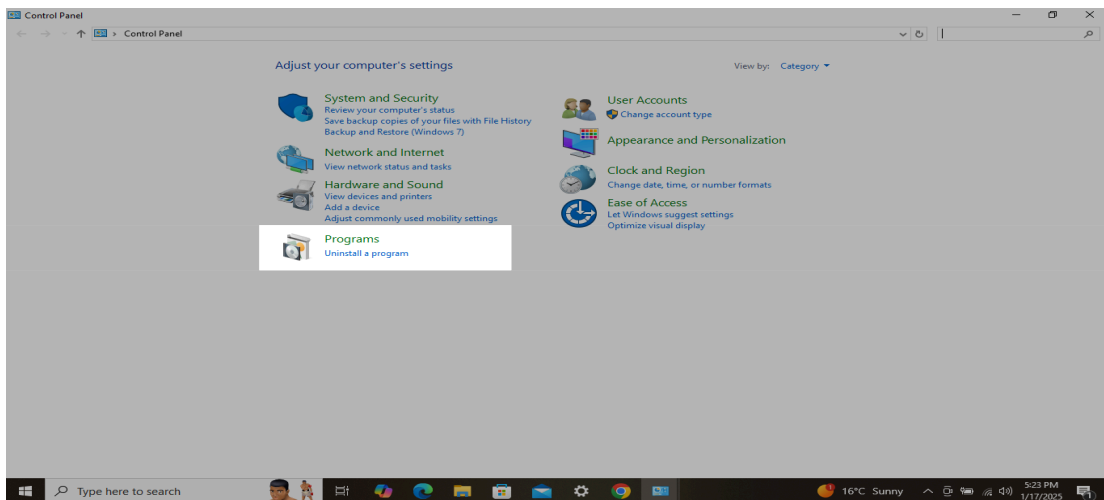 Control Panel
Control Panel
Adjust your computer's settings
View by: Category
System and Security
Review your computer's status
Save backup copies of your files with File History
Backup and Restore (Windows 7)
Network and Internet
View network status and tasks
Hardware and Sound
View devices and printers
Add a device
Adjust commonly used mobility settings
Programs
Uninstall a program
User Accounts
Change account type
Appearance and Personalization
Clock and Region
Change date, time, or number formats
Ease of Access
Let Windows suggest settings
Optimize visual display
Type here to search
16°C Sunny
5:23 PM
1/17/2025